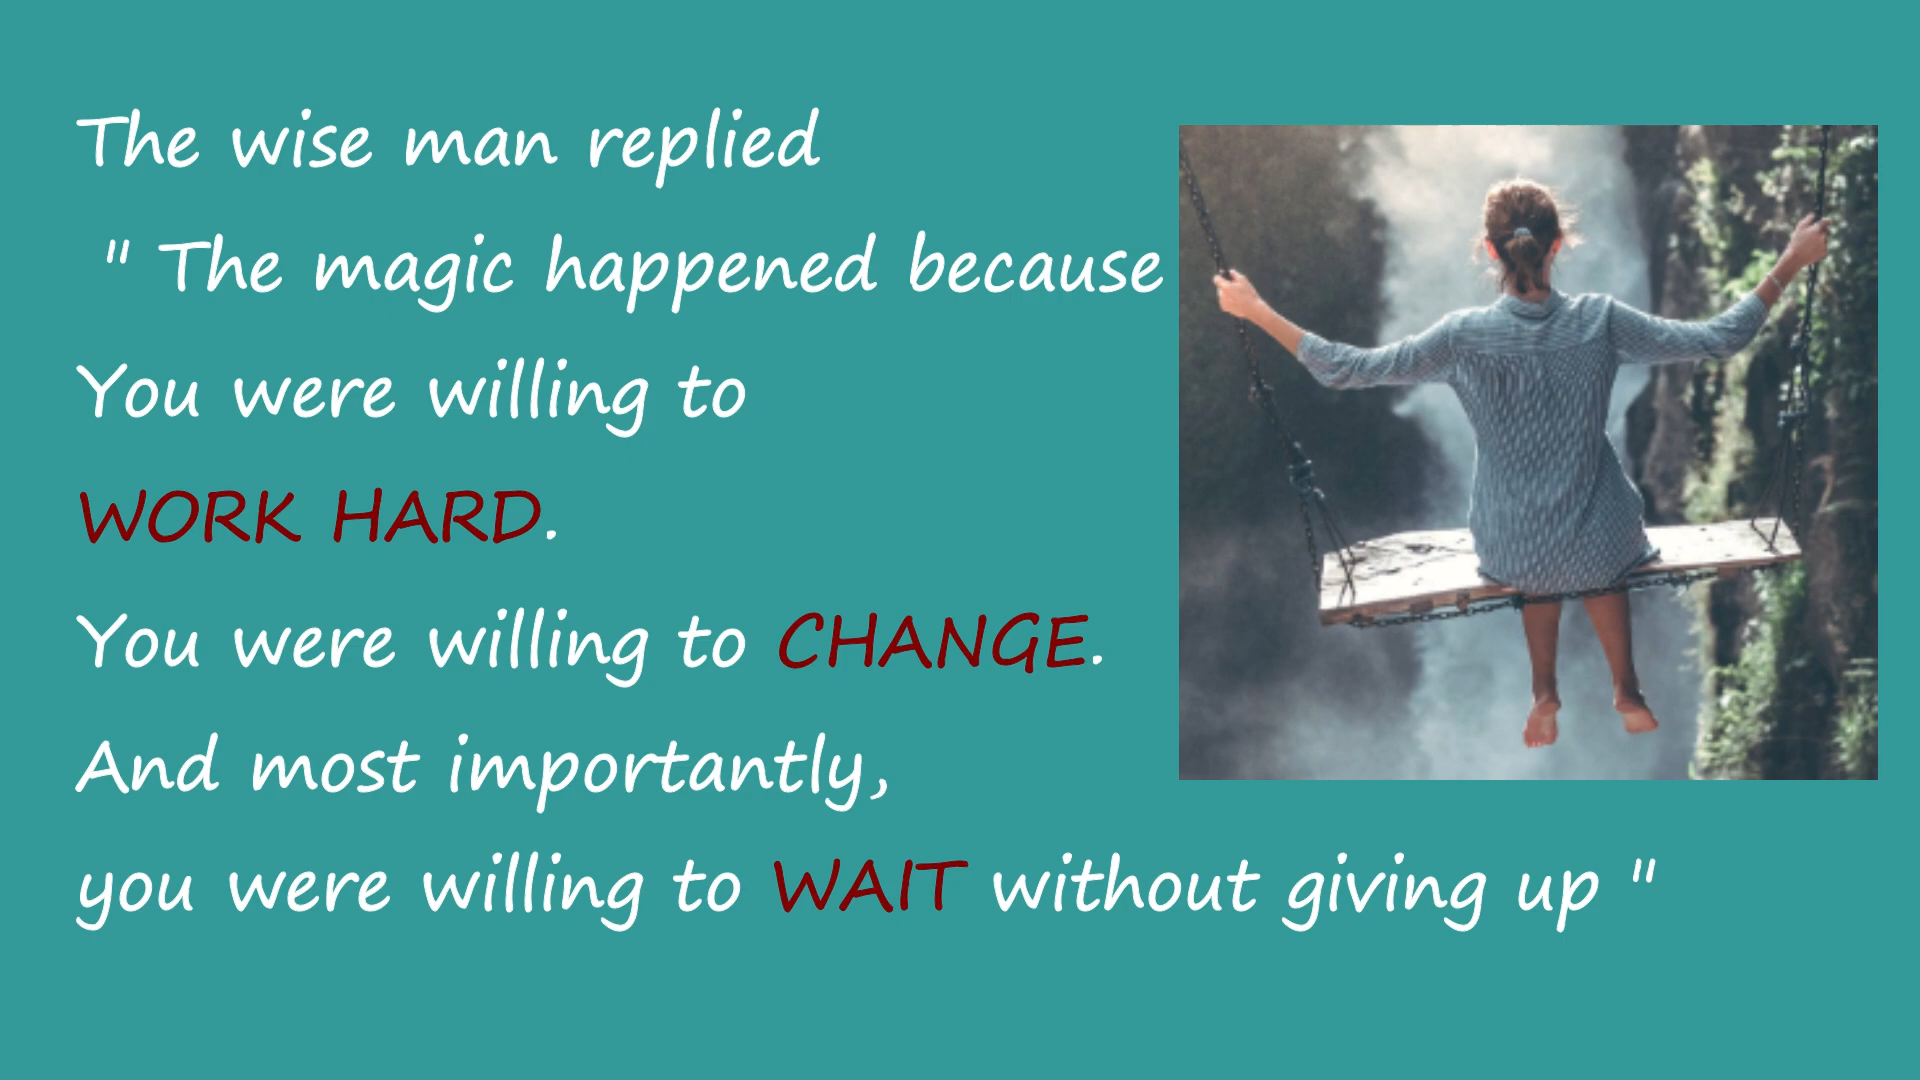 The wise man replied
" The magic happened because
You were willing to
WORK HARD.
You were willing to CHANGE.
And most importantly,
you were willing to WAIT without giving up "